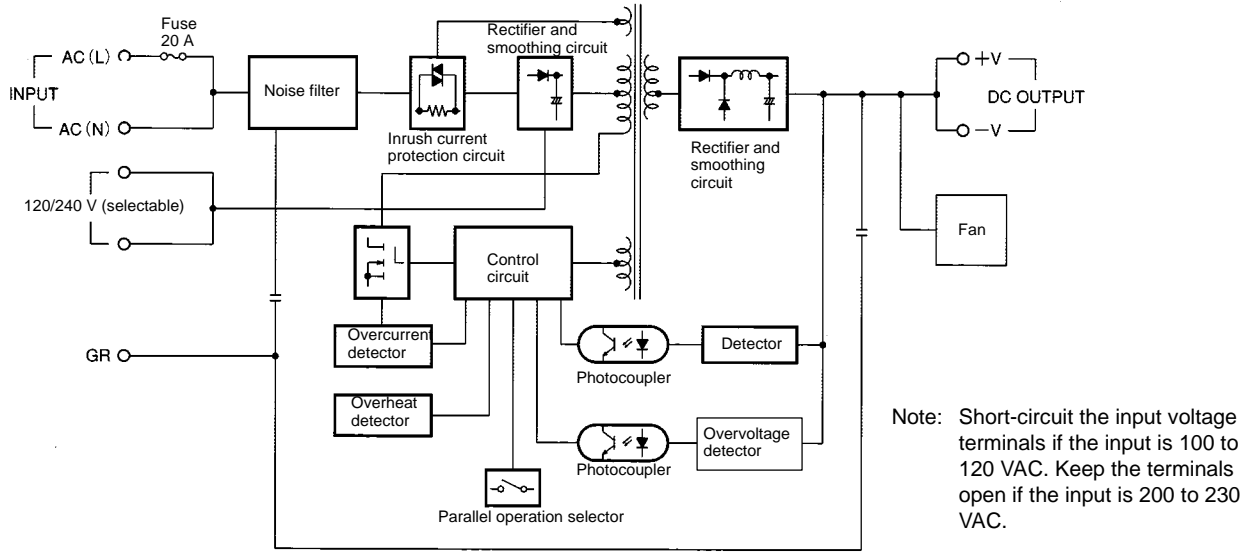 Fuse
20 A
AC (L)
INPUT
AC (N)
120/240 V (selectable)
GR
Noise filter
Inrush current
protection circuit
Rectifier and
smoothing circuit
Rectifier and
smoothing
circuit
+V
DC OUTPUT
−V
Fan
Control
circuit
Overcurrent
detector
Overheat
detector
Photocoupler
Detector
Photocoupler
Overvoltage
detector
Parallel operation selector
Note: Short-circuit the input voltage
terminals if the input is 100 to
120 VAC. Keep the terminals
open if the input is 200 to 230
VAC.